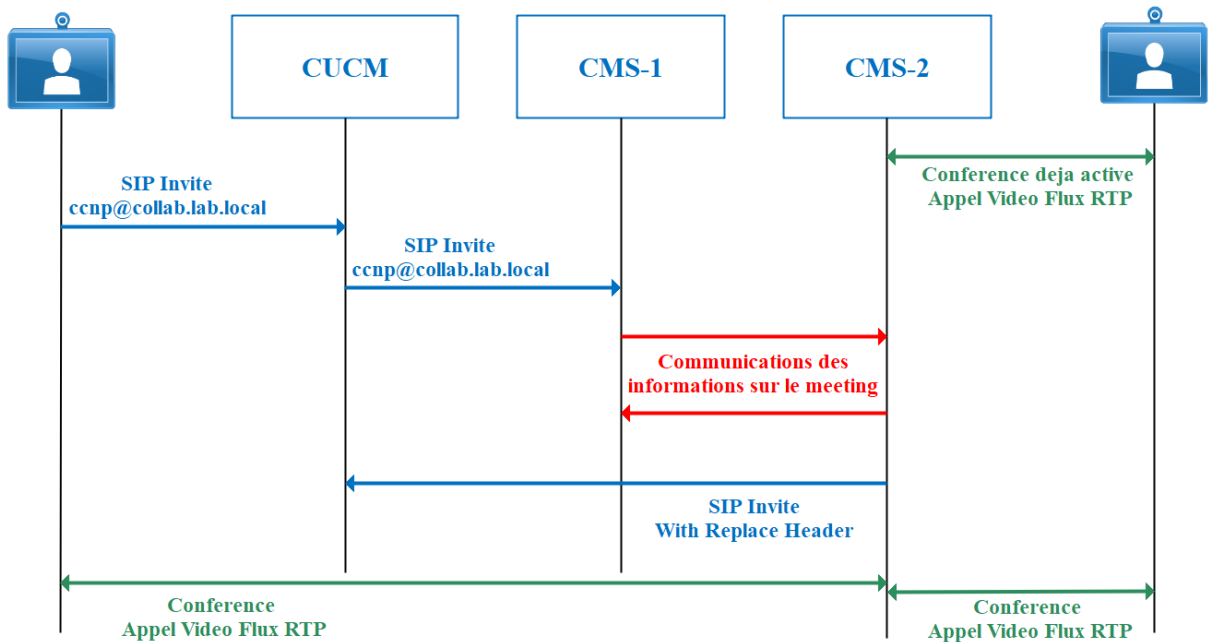 CUCM
CMS-1
CMS-2
Conference deja active
Appel Video Flux RTP
SIP Invite
ccnp@collab.lab.local
SIP Invite
ccnp@collab.lab.local
Communications des
informations sur le meeting
SIP Invite
With Replace Header
Conference
Appel Video Flux RTP
Conference
Appel Video Flux RTP